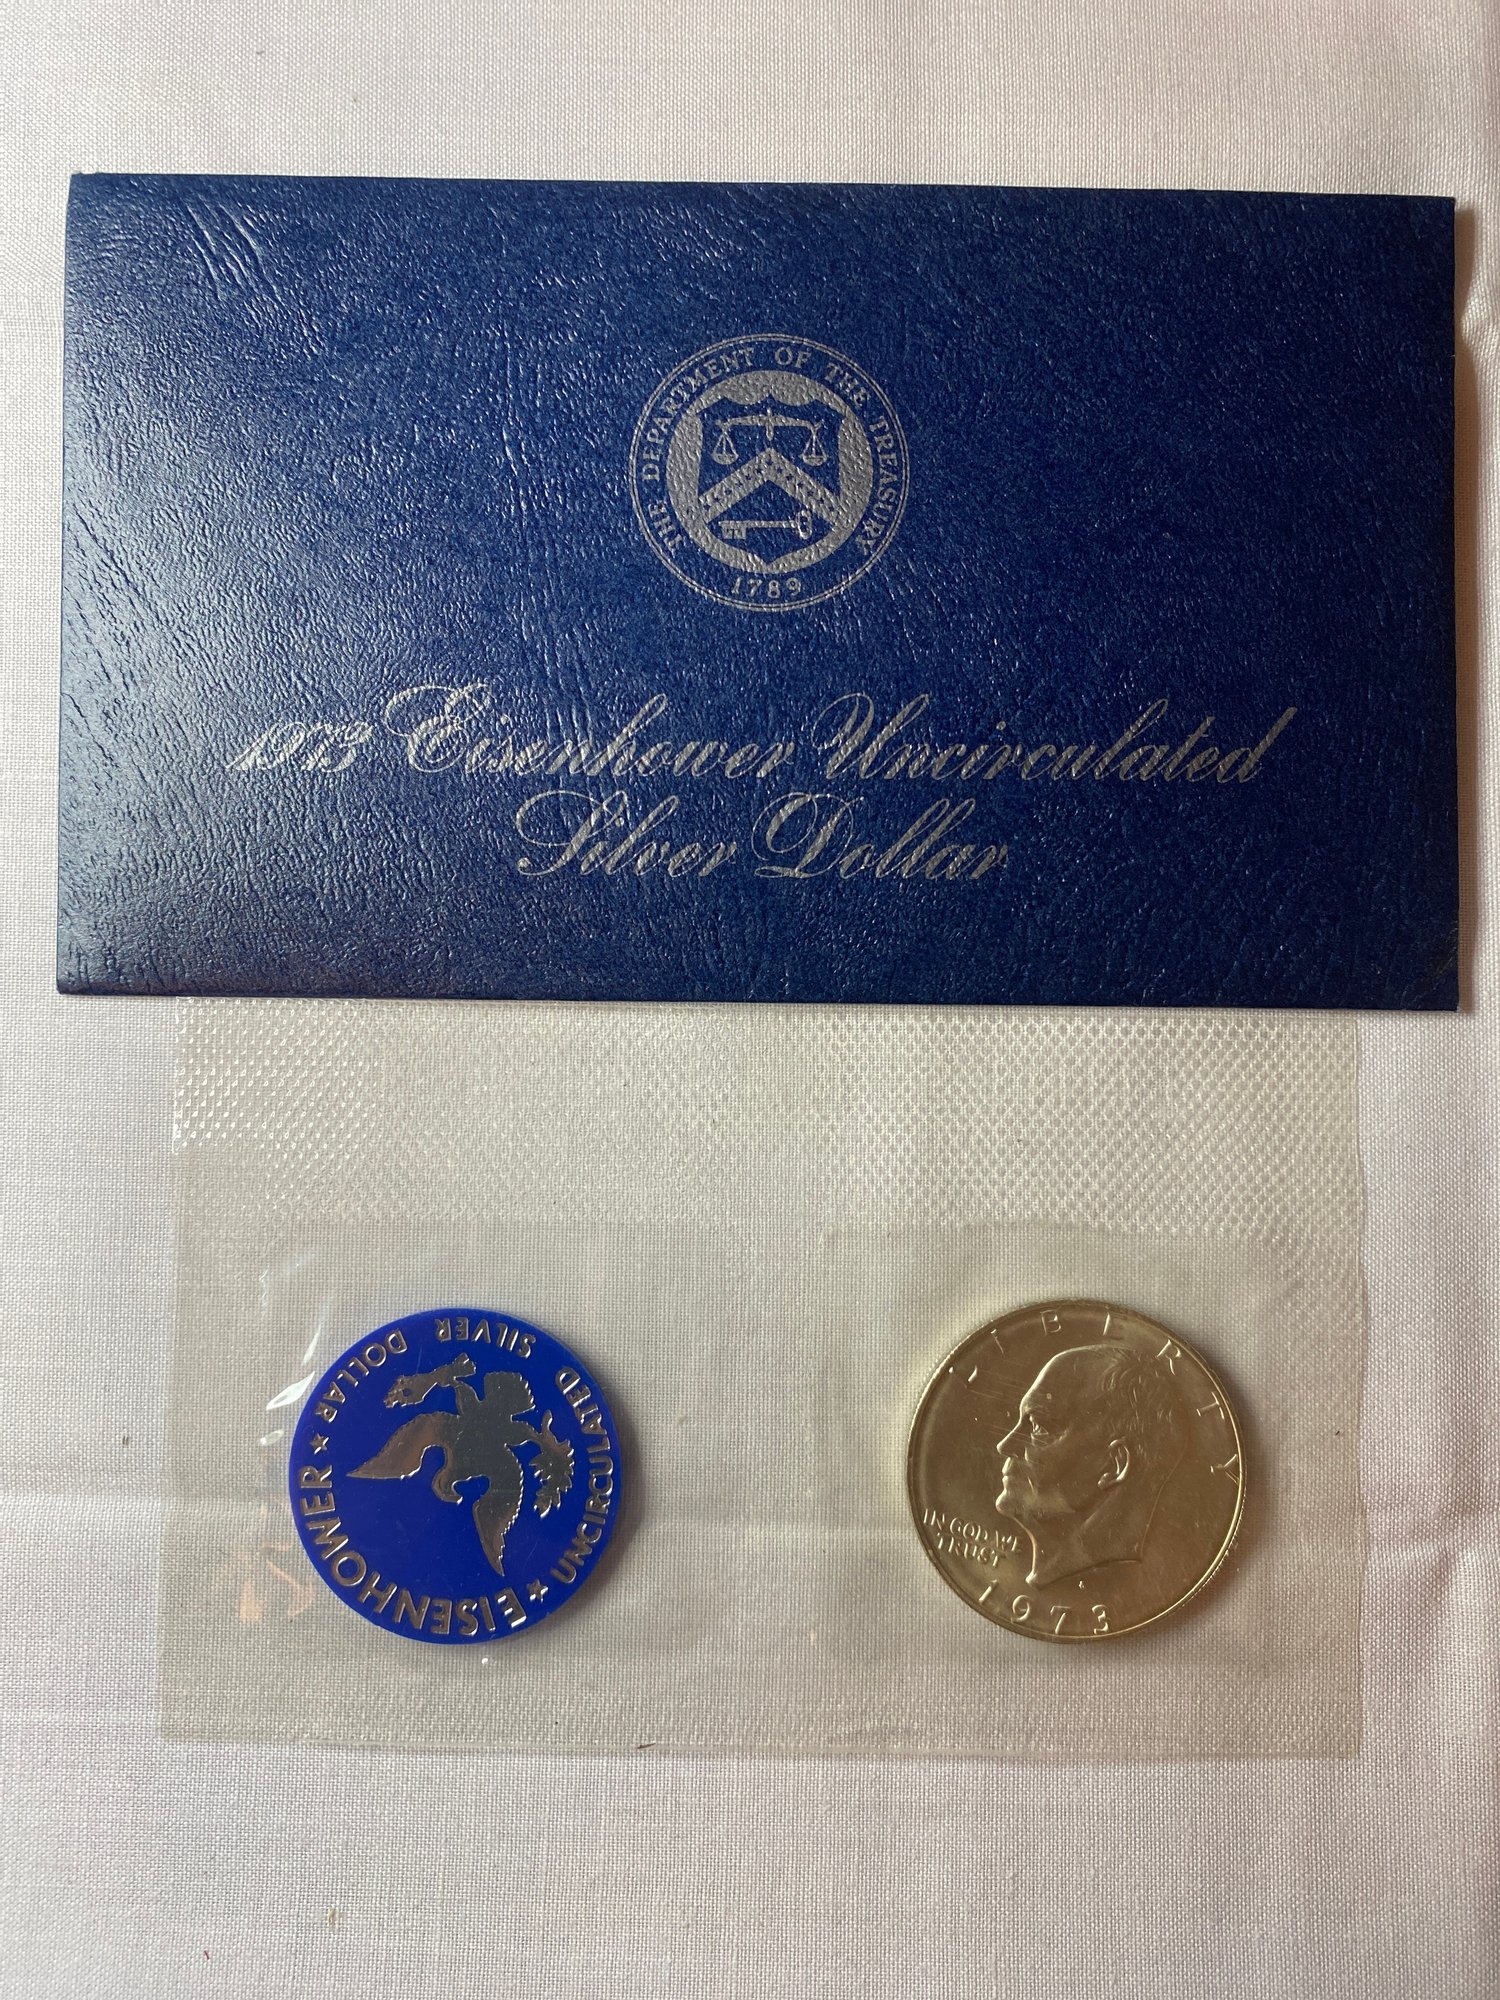 THE DEPARTMENT OF THE TREASURY
1789
1973 Eisenhower Uncirculated
Silver Dollar
EISENHOWER ★ UNCIRCULATED SILVER DOLLAR ★
LIBERTY
IN GOD WE
TRUST
1973